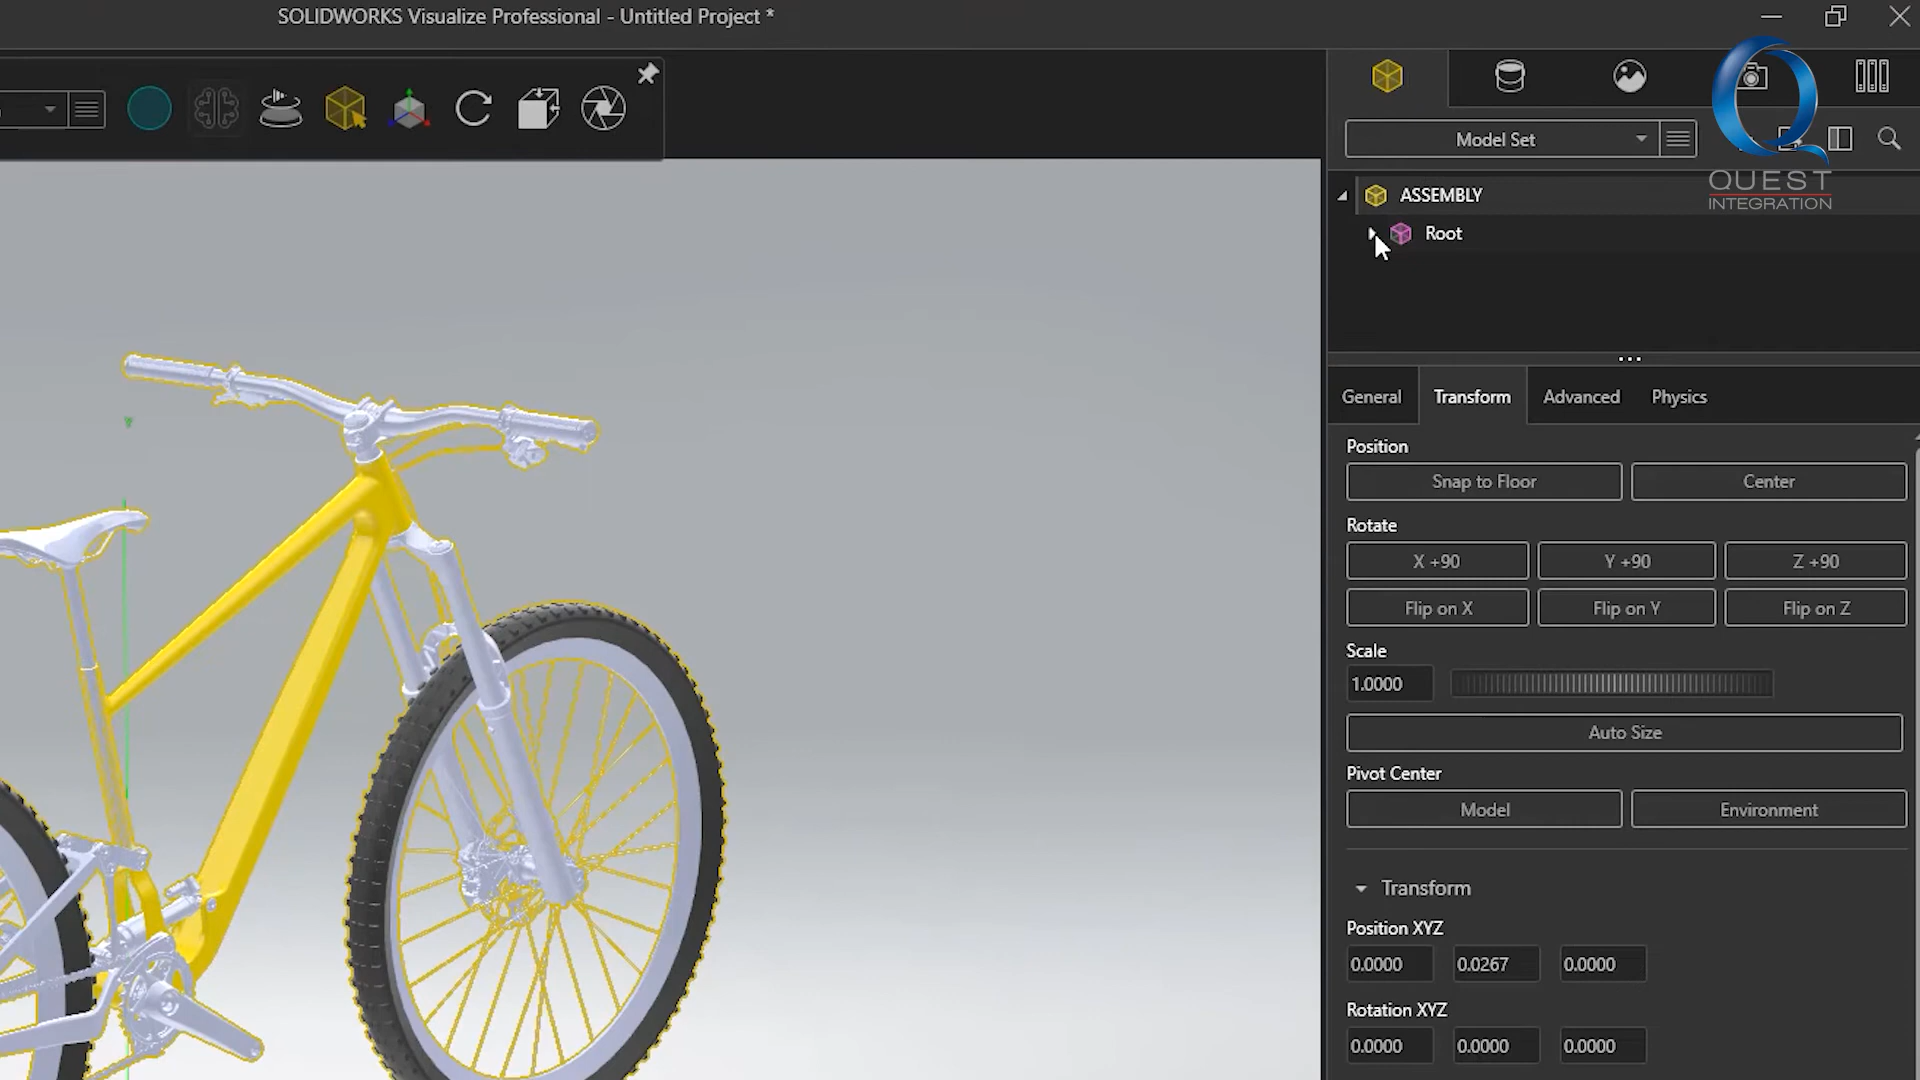 SOLIDWORKS Visualize Professional - Untitled Project *
Model Set
ASSEMBLY
Root
QUEST
INTEGRATION
General Transform Advanced Physics
Position
Snap to Floor Center
Rotate
X +90 Y +90 Z +90
Flip on X Flip on Y Flip on Z
Scale
1.0000
Auto Size
Pivot Center
Model Environment
Transform
Position XYZ
0.0000 0.0267 0.0000
Rotation XYZ
0.0000 0.0000 0.0000